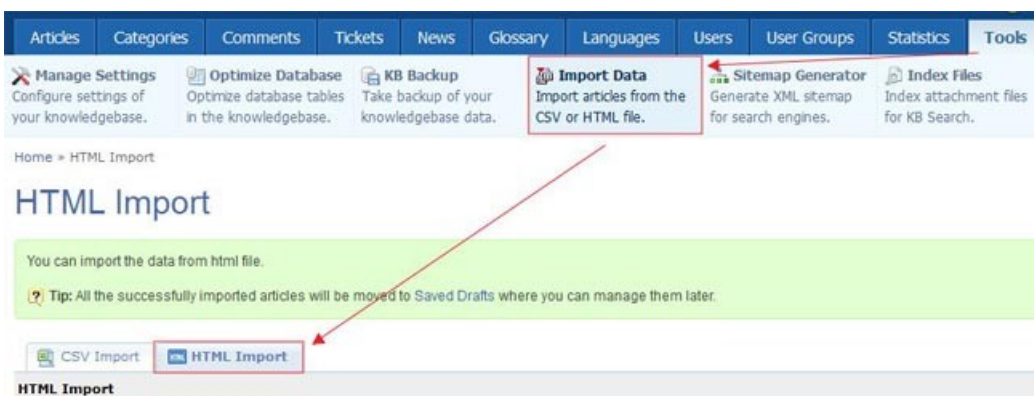 Articles Categories Comments Tickets News Glossary Languages Users User Groups Statistics Tools
Manage Settings
Configure settings of
your knowledgebase.
Optimize Database
Optimize database tables
in the knowledgebase.
KB Backup
Take backup of your
knowledgebase data.
Import Data
Import articles from the
CSV or HTML file.
Sitemap Generator
Generate XML sitemap
for search engines.
Index Files
Index attachment files
for KB Search.
Home » HTML Import
HTML Import
You can import the data from html file.
Tip: All the successfully imported articles will be moved to Saved Drafts where you can manage them later.
CSV Import HTML Import
HTML Import